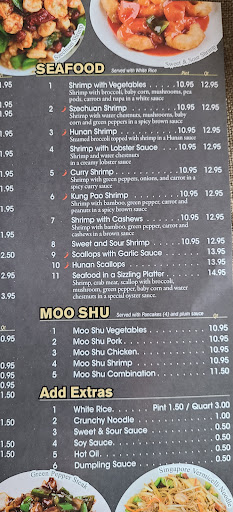 Sweet & Sour Shrimp
SEAFOOD Served with White Rice Pint Qt
1 Shrimp with Vegetables 10.95 12.95
Shrimp with broccoli, baby corn, mushrooms, pea
pods, carrots and napa in a white sauce
2 Szechuan Shrimp 10.95 12.95
Shrimp with water chestnuts, mushrooms, baby
corn and green peppers in a spicy brown sauce
3 Hunan Shrimp 10.95 12.95
Steamed broccoli topped with shrimp in a Hunan sauce
4 Shrimp with Lobster Sauce 10.95 12.95
Shrimp and water chestnuts
in a creamy lobster sauce
5 Curry Shrimp 10.95 12.95
Shrimp with green peppers, onions, and carrot in a
spicy curry sauce
6 Kung Pao Shrimp 10.95 12.95
Shrimp with bamboo, green pepper, carrot and
peanuts in a spicy brown sauce
7 Shrimp with Cashews 10.95 12.95
Shrimp with bamboo, green pepper, carrot and
cashews in a brown sauce
8 Sweet and Sour Shrimp 10.95 12.95
9 Scallops with Garlic Sauce 13.95
10 Hunan Scallops 13.95
11 Seafood in a Sizzling Platter 14.95
Shrimp, crab meat, scallop with broccoli,
mushroom, green pepper, baby corn and water
chestnuts in a special oyster sauce.
MOO SHU Served with Pancakes (4) and plum sauce Qt
1 Moo Shu Vegetables 10.95
2 Moo Shu Pork 10.95
3 Moo Shu Chicken 10.95
4 Moo Shu Shrimp 10.95
5 Moo Shu Combination 11.50
Add Extras
1 White Rice Pint 1.50 / Quart 3.00
2 Crunchy Noodle 1.00
3 Sweet & Sour Sauce 0.50
4 Soy Sauce 0.50
5 Hot Oil 0.50
6 Dumpling Sauce 0.50
Green Pepper Steak
Singapore Vermicelli Noodle